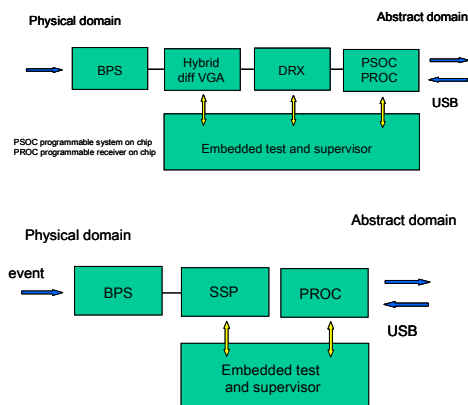 Physical domain
Abstract domain
BPS
Hybrid
diff VGA
DRX
PSOC
PROC
USB
PSOC programmable system on chip
PROC programmable receiver on chip
Embedded test and supervisor
Abstract domain
Physical domain
event
BPS
SSP
PROC
USB
Embedded test
and supervisor